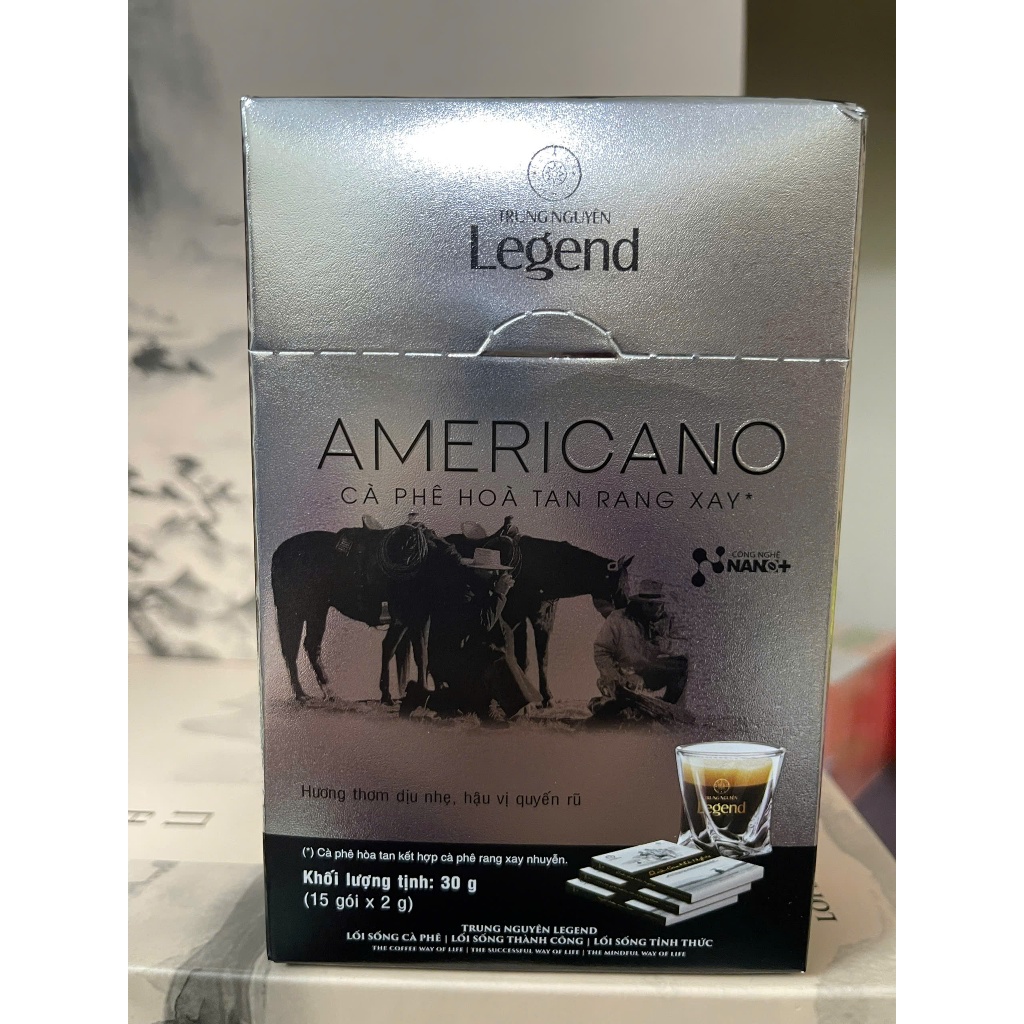 TRUNG NGUYÊN
Legend
AMERICANO
CÀ PHÊ HOÀ TAN RANG XAY*
CÔNG NGHỆ
NANO+
Hương thơm dịu nhẹ, hậu vị quyến rũ
TRUNG NGUYÊN
Legend
(*) Cà phê hòa tan kết hợp cà phê rang xay nhuyễn.
Khối lượng tịnh: 30 g
(15 gói x 2 g)
TRUNG NGUYÊN LEGEND
LỐI SỐNG CÀ PHÊ | LỐI SỐNG THÀNH CÔNG | LỐI SỐNG TỈNH THỨC
THE COFFEE WAY OF LIFE | THE SUCCESSFUL WAY OF LIFE | THE MINDFUL WAY OF LIFE